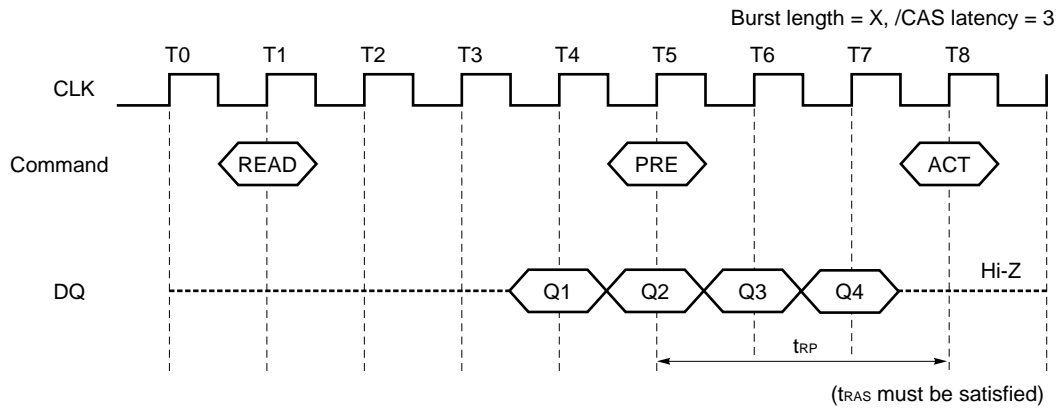 Burst length = X, /CAS latency = 3
T0 T1 T2 T3 T4 T5 T6 T7 T8
CLK
Command READ PRE ACT
Hi-Z
DQ Q1 Q2 Q3 Q4
tRP
(tRAS must be satisfied)